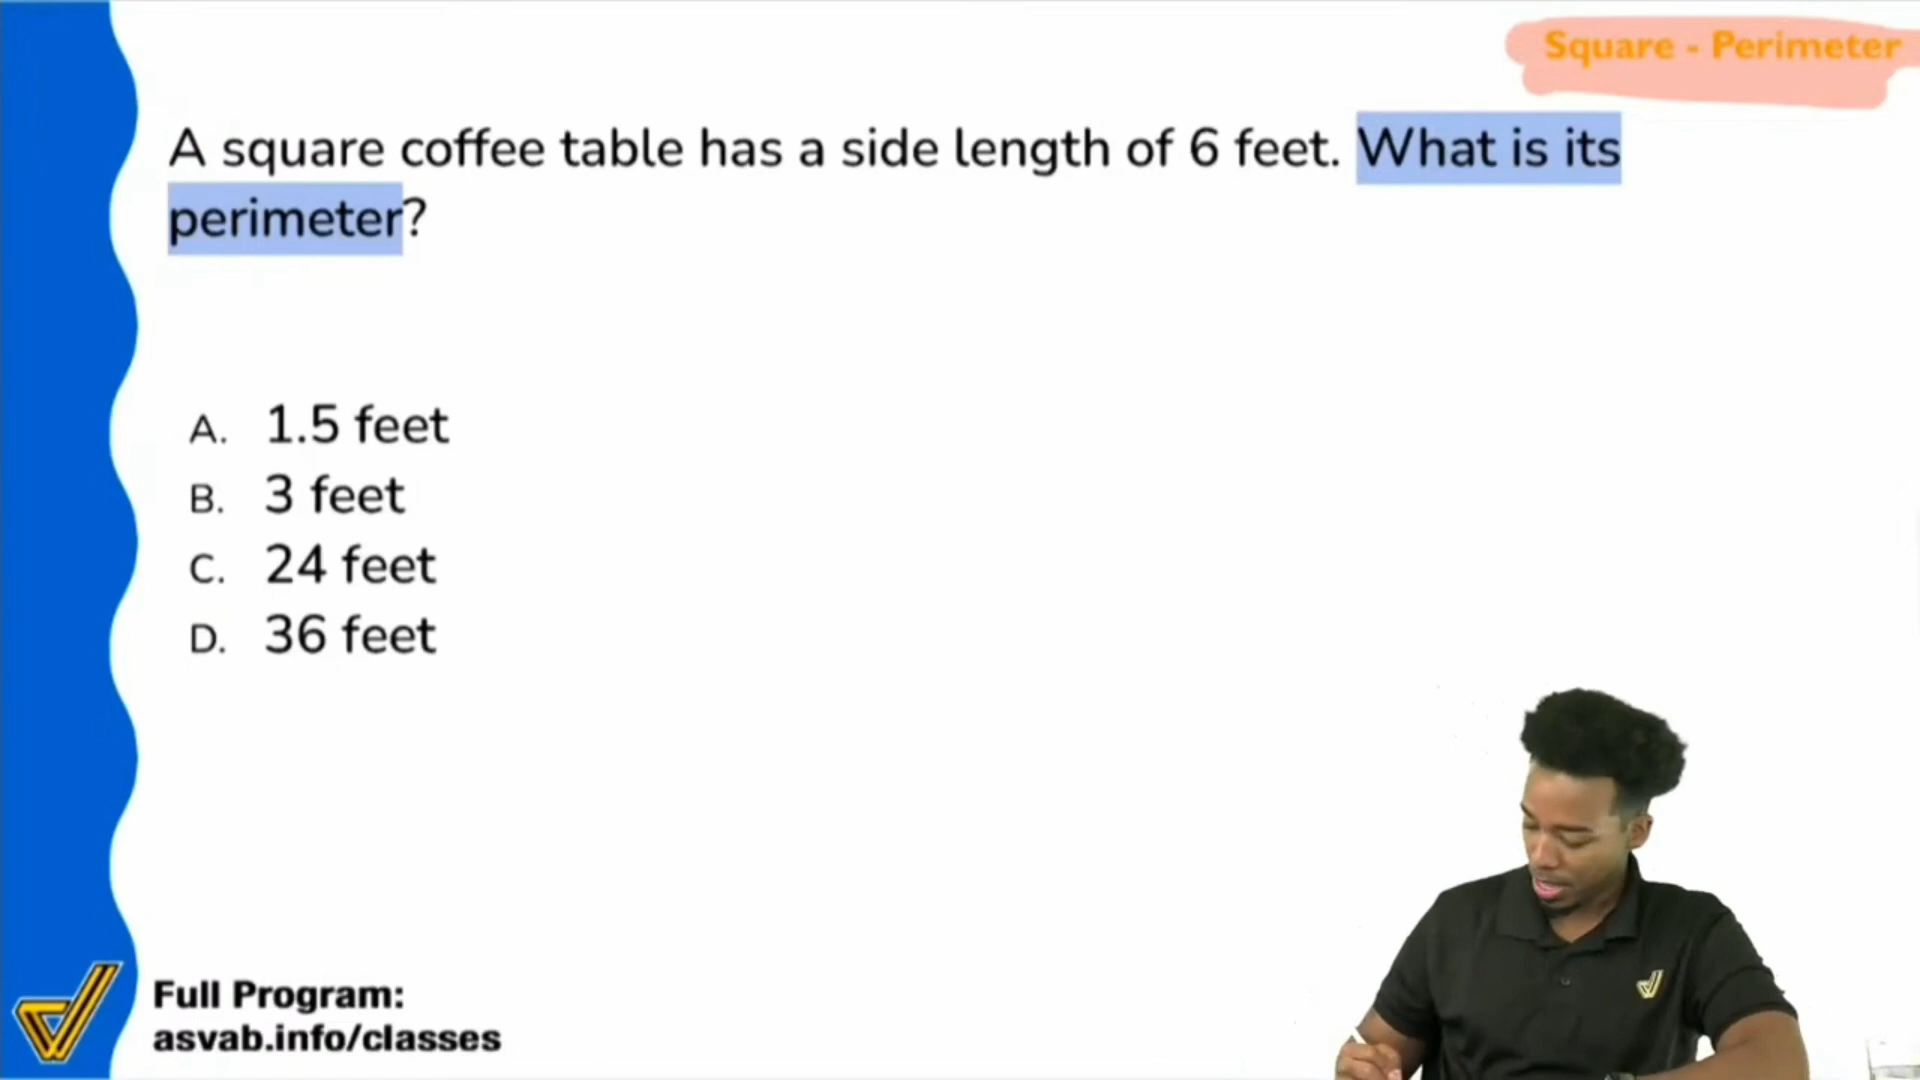 Square - Perimeter
A square coffee table has a side length of 6 feet. What is its
perimeter?
A. 1.5 feet
B. 3 feet
C. 24 feet
D. 36 feet
Full Program:
asvab.info/classes